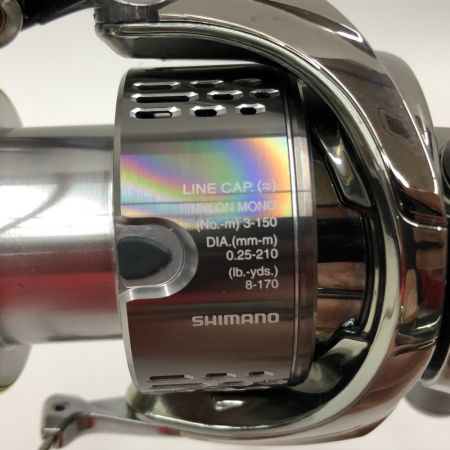 LINE CAP.(≈)
NYLON MONO
(No.-m) 3-150
DIA.(mm-m)
0.25-210
(lb.-yds.)
8-170
SHIMANO